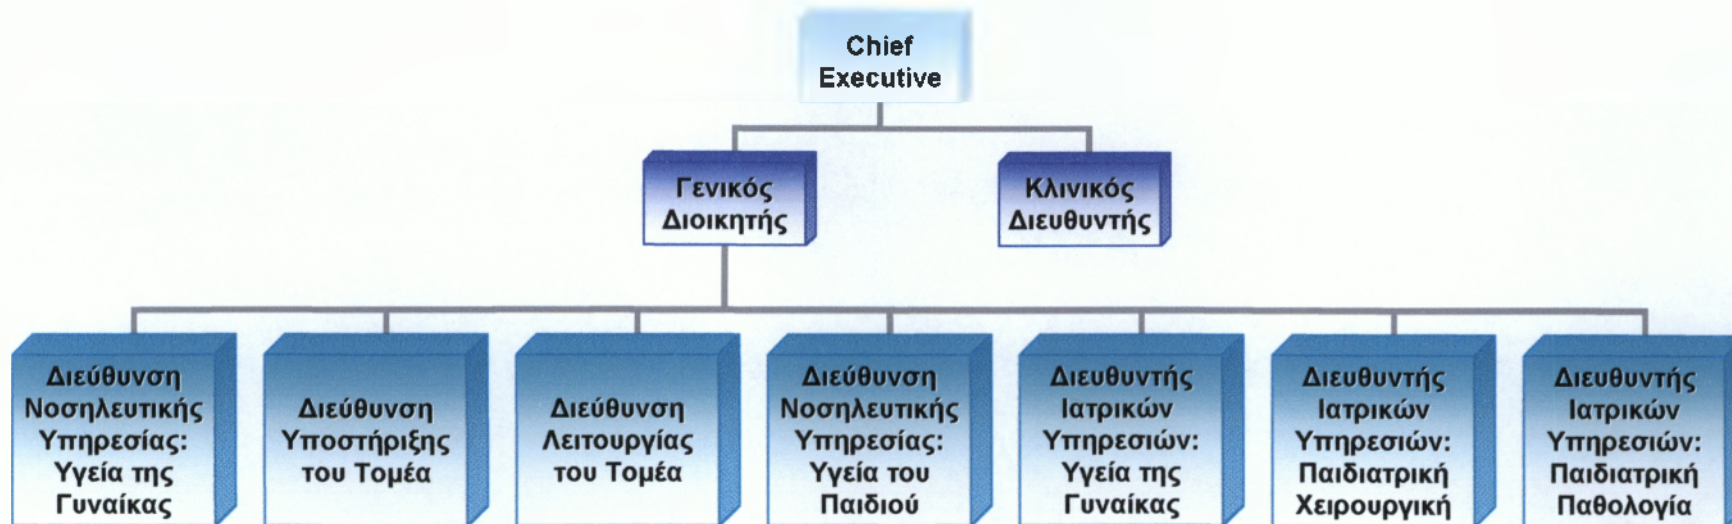 Chief
Executive
Γενικός
Διοικητής
Κλινικός
Διευθυντής
Διεύθυνση
Νοσηλευτικής
Υπηρεσίας:
Υγεία της
Γυναίκας
Διεύθυνση
Υποστήριξης
του Τομέα
Διεύθυνση
Λειτουργίας
του Τομέα
Διεύθυνση
Νοσηλευτικής
Υπηρεσίας:
Υγεία του
Παιδιού
Διευθυντής
Ιατρικών
Υπηρεσιών:
Υγεία της
Γυναίκας
Διευθυντής
Ιατρικών
Υπηρεσιών:
Παιδιατρική
Χειρουργική
Διευθυντής
Ιατρικών
Υπηρεσιών:
Παιδιατρική
Παθολογία